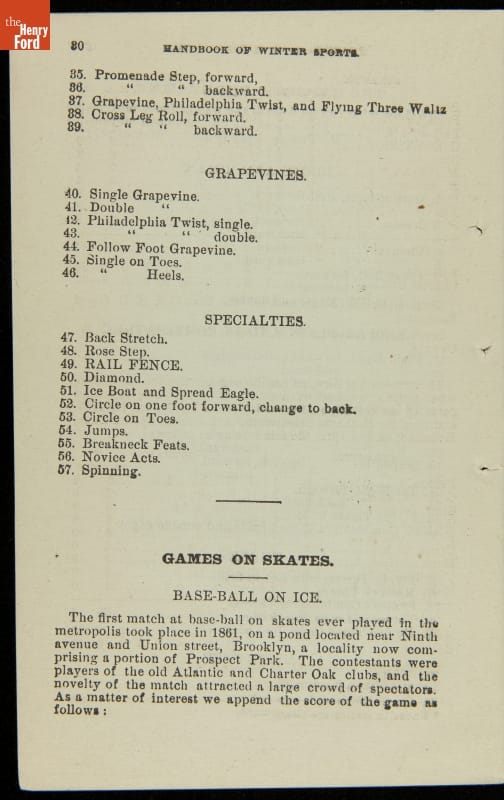 the
Henry
Ford
80 HANDBOOK OF WINTER SPORTS.
35. Promenade Step, forward,
36. " " backward.
37. Grapevine, Philadelphia Twist, and Flying Three Waltz
38. Cross Leg Roll, forward.
39. " " backward.
GRAPEVINES.
40. Single Grapevine.
41. Double "
42. Philadelphia Twist, single.
43. " " double.
44. Follow Foot Grapevine.
45. Single on Toes.
46. " Heels.
SPECIALTIES.
47. Back Stretch.
48. Rose Step.
49. RAIL FENCE.
50. Diamond.
51. Ice Boat and Spread Eagle.
52. Circle on one foot forward, change to back.
53. Circle on Toes.
54. Jumps.
55. Breakneck Feats.
56. Novice Acts.
57. Spinning.
GAMES ON SKATES.
BASE-BALL ON ICE.
The first match at base-ball on skates ever played in the
metropolis took place in 1861, on a pond located near Ninth
avenue and Union street, Brooklyn, a locality now com-
prising a portion of Prospect Park. The contestants were
players of the old Atlantic and Charter Oak clubs, and the
novelty of the match attracted a large crowd of spectators.
As a matter of interest we append the score of the game as
follows: